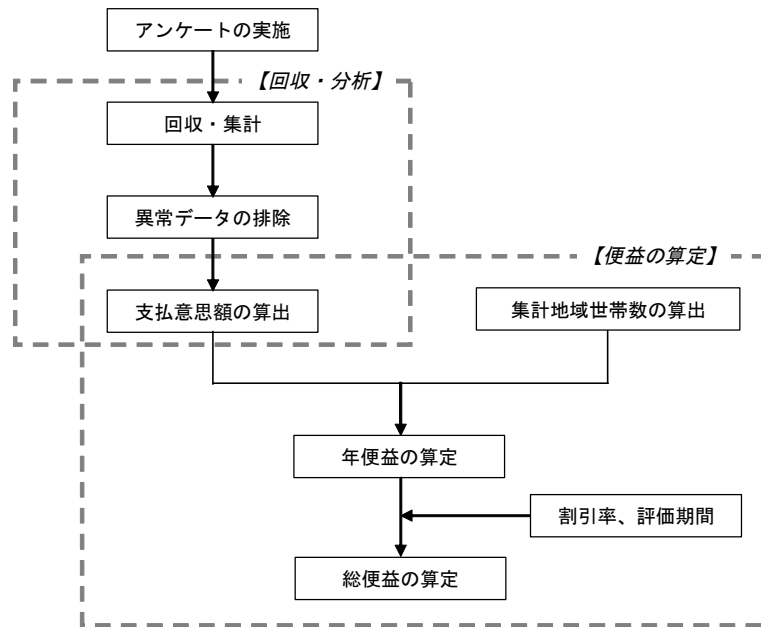 アンケートの実施
【回収・分析】
回収・集計
異常データの排除
【便益の算定】
支払意思額の算出
集計地域世帯数の算出
年便益の算定
割引率、評価期間
総便益の算定